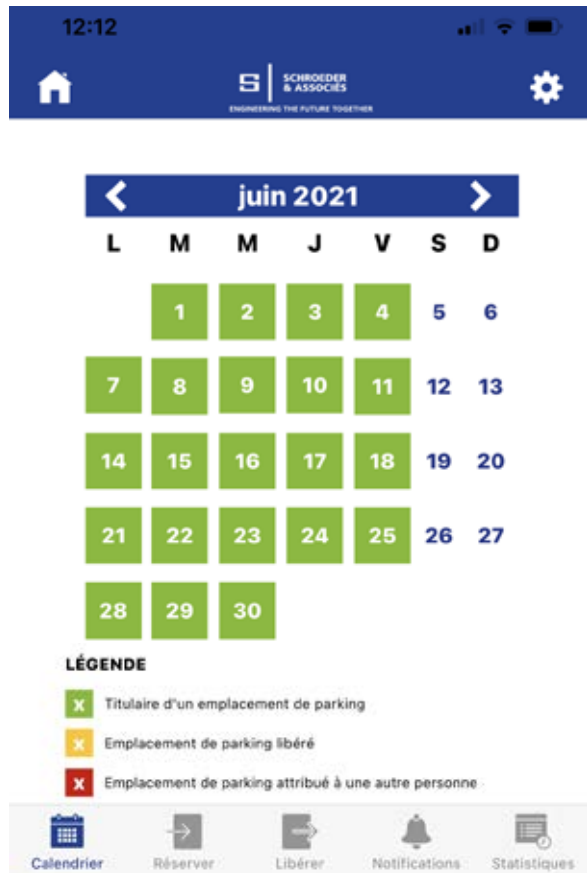 12:12
S
SCHROEDER
& ASSOCIÉS
ENGINEERING THE FUTURE TOGETHER
juin 2021
L M M J V S D
1 2 3 4 5 6
7 8 9 10 11 12 13
14 15 16 17 18 19 20
21 22 23 24 25 26 27
28 29 30
LÉGENDE
x Titulaire d'un emplacement de parking
x Emplacement de parking libéré
x Emplacement de parking attribué à une autre personne
Calendrier Réserver Libérer Notifications Statistiques